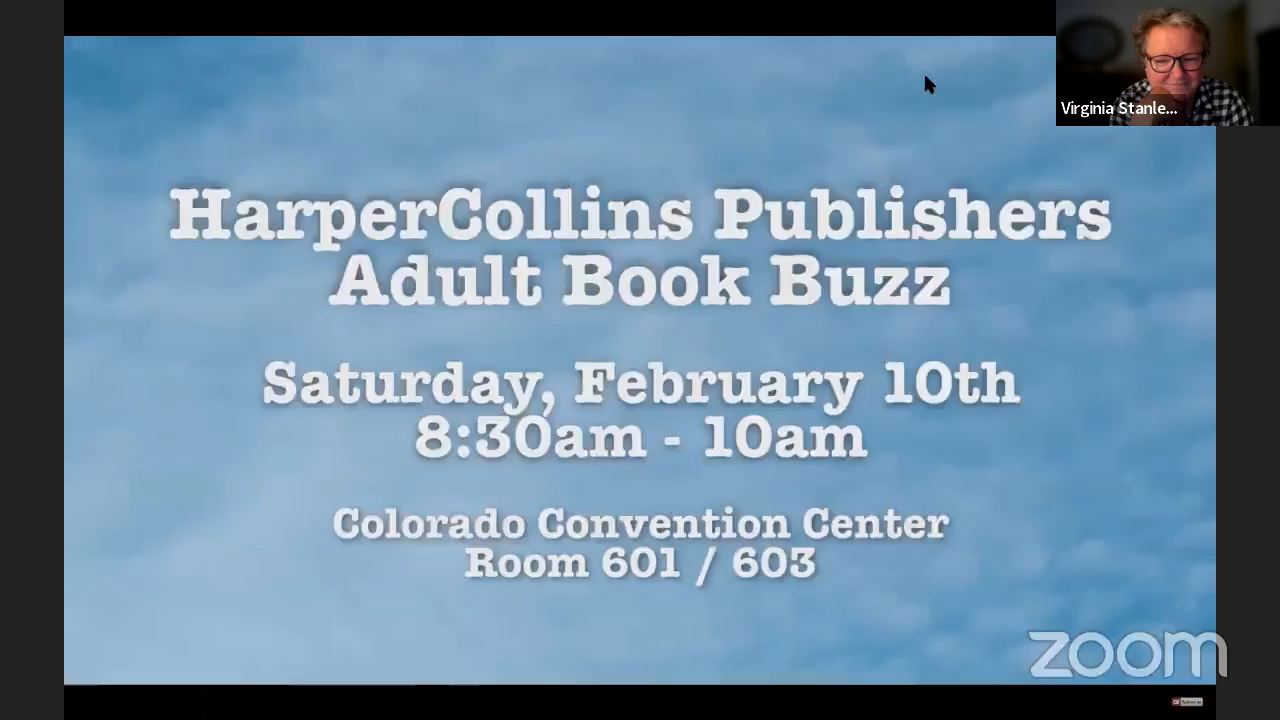 Virginia Stanle...
HarperCollins Publishers
Adult Book Buzz
Saturday, February 10th
8:30am - 10am
Colorado Convention Center
Room 601 / 603
zoom